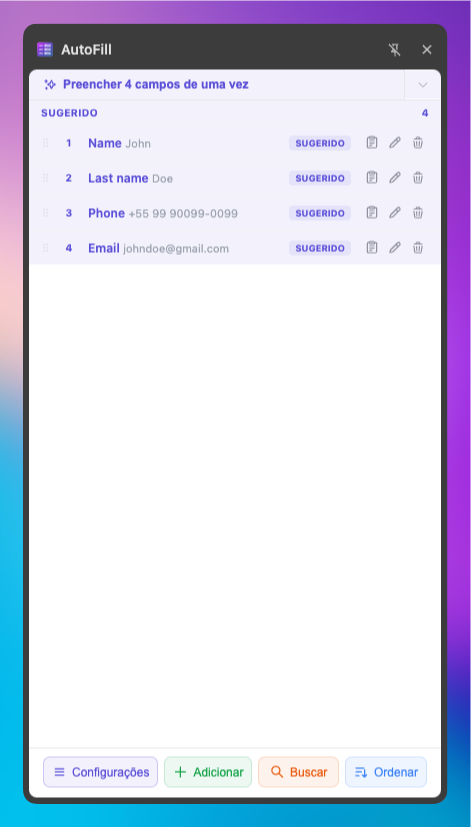 AutoFill
Preencher 4 campos de uma vez
SUGERIDO 4
1 Name John SUGERIDO
2 Last name Doe SUGERIDO
3 Phone +55 99 90099-0099 SUGERIDO
4 Email johndoe@gmail.com SUGERIDO
Configurações Adicionar Buscar Ordenar